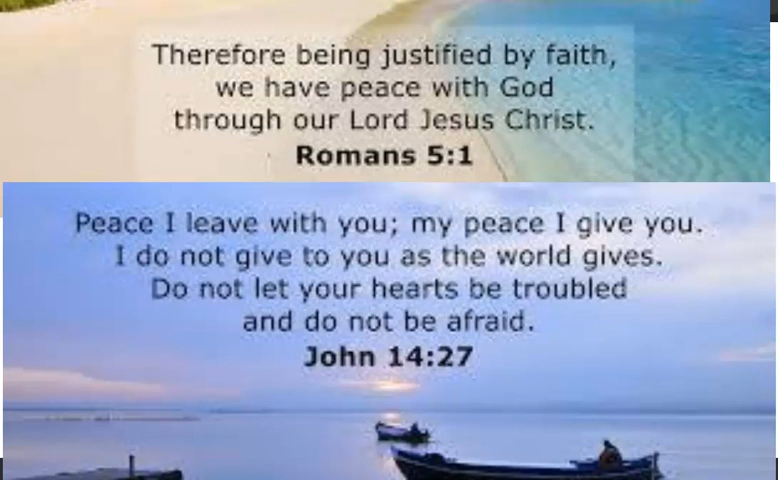 Therefore being justified by faith,
we have peace with God
through our Lord Jesus Christ.
Romans 5:1
Peace I leave with you; my peace I give you.
I do not give to you as the world gives.
Do not let your hearts be troubled
and do not be afraid.
John 14:27